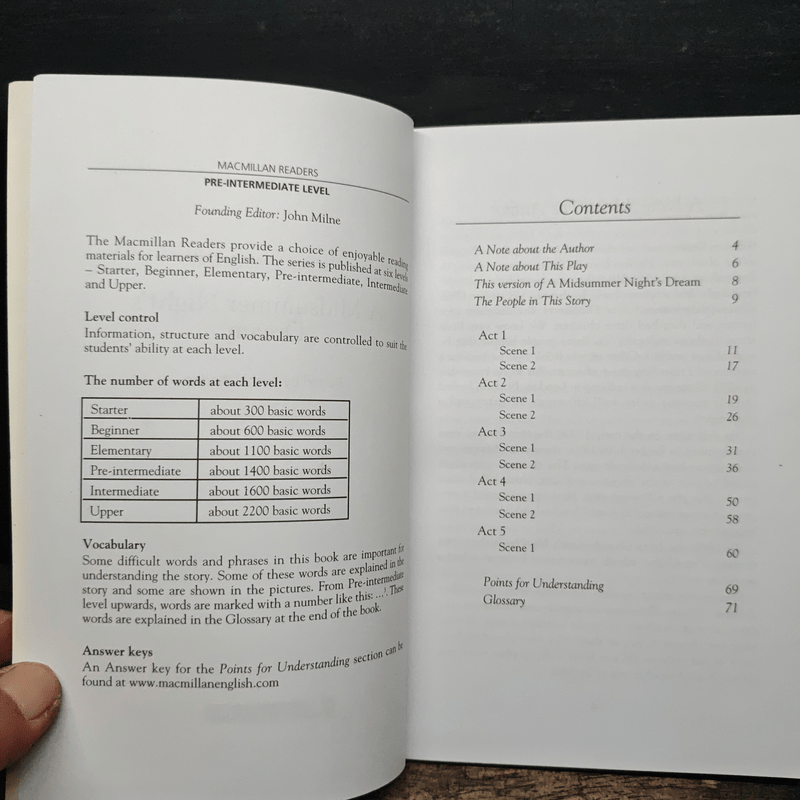 MACMILLAN READERS
PRE-INTERMEDIATE LEVEL
Founding Editor: John Milne
The Macmillan Readers provide a choice of enjoyable reading
materials for learners of English. The series is published at six levels
– Starter, Beginner, Elementary, Pre-intermediate, Intermediate
and Upper.
Level control
Information, structure and vocabulary are controlled to suit the
students' ability at each level.
The number of words at each level:
Starter about 300 basic words
Beginner about 600 basic words
Elementary about 1100 basic words
Pre-intermediate about 1400 basic words
Intermediate about 1600 basic words
Upper about 2200 basic words
Vocabulary
Some difficult words and phrases in this book are important for
understanding the story. Some of these words are explained in the
story and some are shown in the pictures. From Pre-intermediate
level upwards, words are marked with a number like this: ...³. These
words are explained in the Glossary at the end of the book.
Answer keys
An Answer key for the Points for Understanding section can be
found at www.macmillanenglish.com
Contents
A Note about the Author 4
A Note about This Play 6
This version of A Midsummer Night's Dream 8
The People in This Story 9
Act 1
Scene 1 11
Scene 2 17
Act 2
Scene 1 19
Scene 2 26
Act 3
Scene 1 31
Scene 2 36
Act 4
Scene 1 50
Scene 2 58
Act 5
Scene 1 60
Points for Understanding 69
Glossary 71